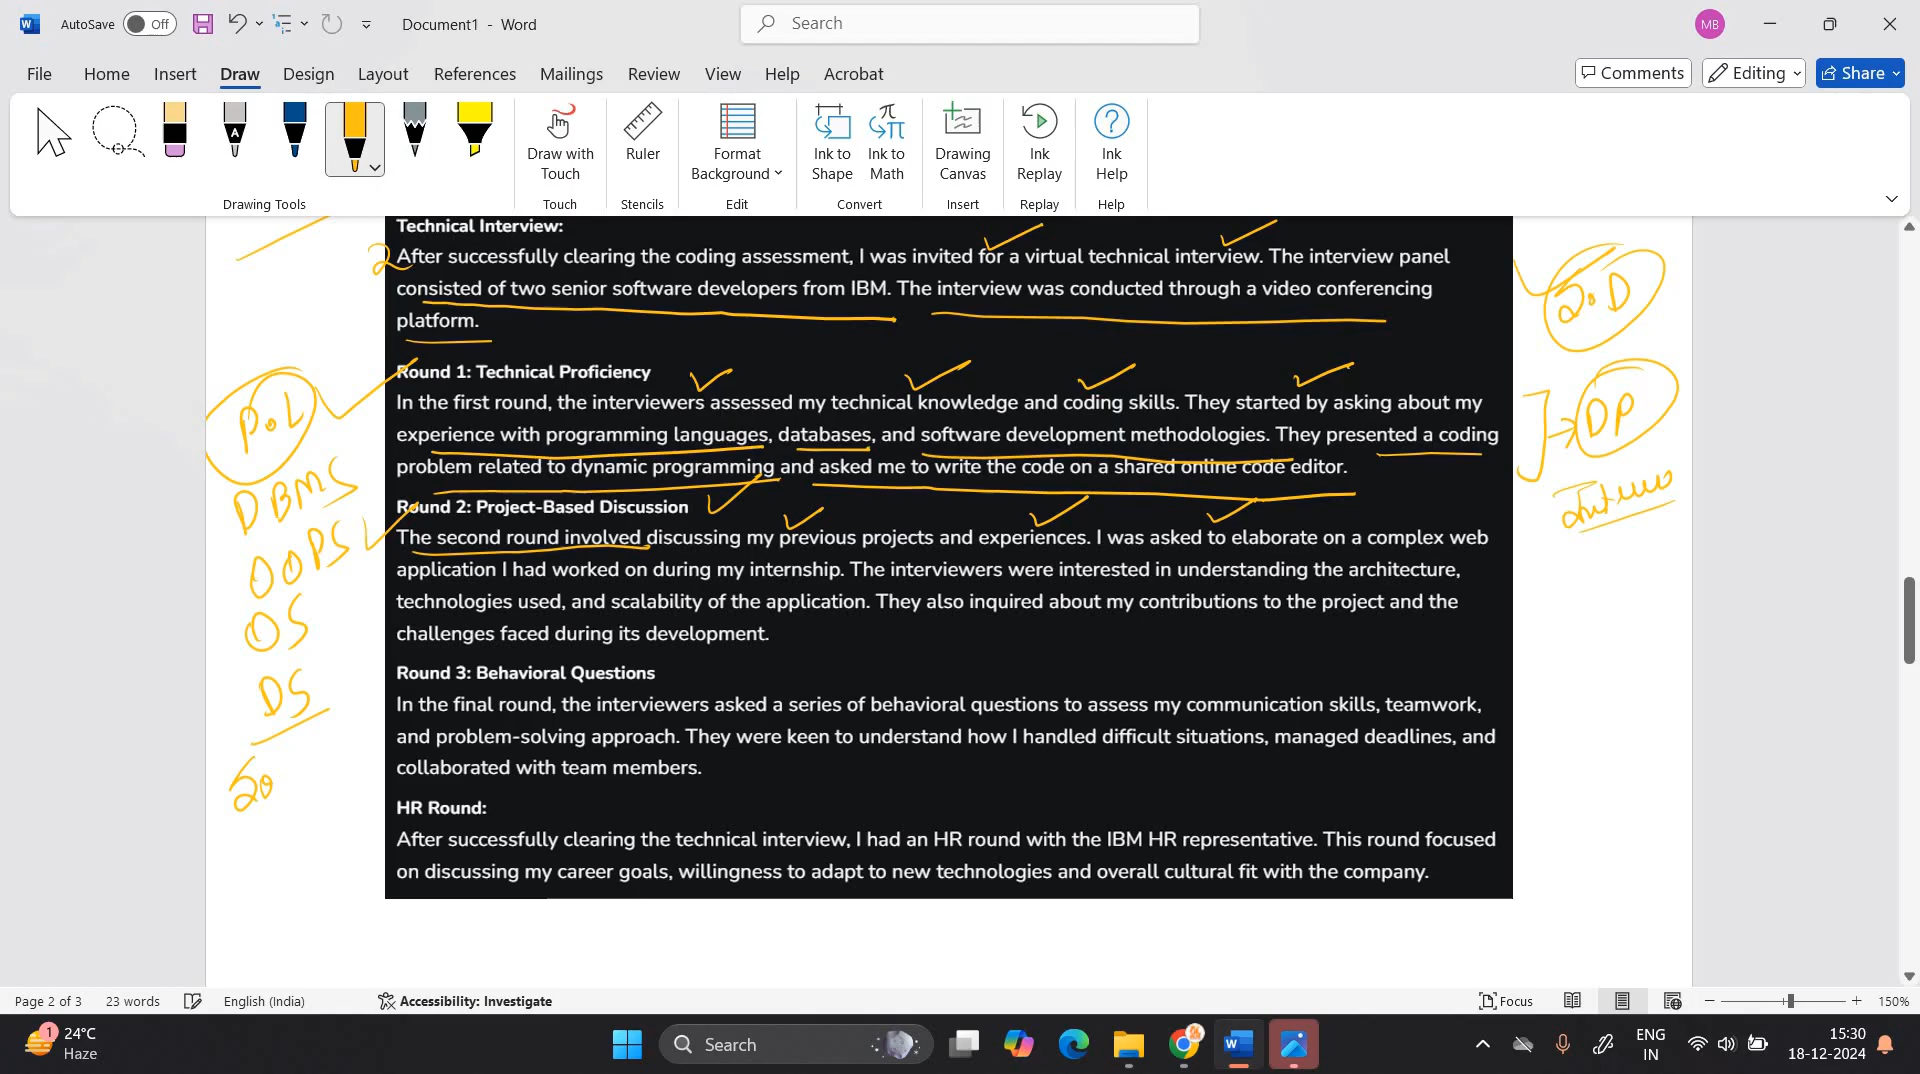 AutoSave Off Document1 - Word Search MB
File Home Insert Draw Design Layout References Mailings Review View Help Acrobat Comments Editing Share
A
Draw with Touch Ruler Format Background Ink to Shape Ink to Math Drawing Canvas Ink Replay Ink Help
Drawing Tools Touch Stencils Edit Convert Insert Replay Help
Technical Interview:
2
After successfully clearing the coding assessment, I was invited for a virtual technical interview. The interview panel
consisted of two senior software developers from IBM. The interview was conducted through a video conferencing
platform.
Round 1: Technical Proficiency
In the first round, the interviewers assessed my technical knowledge and coding skills. They started by asking about my
experience with programming languages, databases, and software development methodologies. They presented a coding
problem related to dynamic programming and asked me to write the code on a shared online code editor.
Round 2: Project-Based Discussion
The second round involved discussing my previous projects and experiences. I was asked to elaborate on a complex web
application I had worked on during my internship. The interviewers were interested in understanding the architecture,
technologies used, and scalability of the application. They also inquired about my contributions to the project and the
challenges faced during its development.
Round 3: Behavioral Questions
In the final round, the interviewers asked a series of behavioral questions to assess my communication skills, teamwork,
and problem-solving approach. They were keen to understand how I handled difficult situations, managed deadlines, and
collaborated with team members.
HR Round:
After successfully clearing the technical interview, I had an HR round with the IBM HR representative. This round focused
on discussing my career goals, willingness to adapt to new technologies and overall cultural fit with the company.
P.L
DBMS
OOPS
OS
DS
DP
Page 2 of 3 23 words English (India) Accessibility: Investigate Focus 150%
1 24°C
Haze
Search
ENG
IN
15:30
18-12-2024